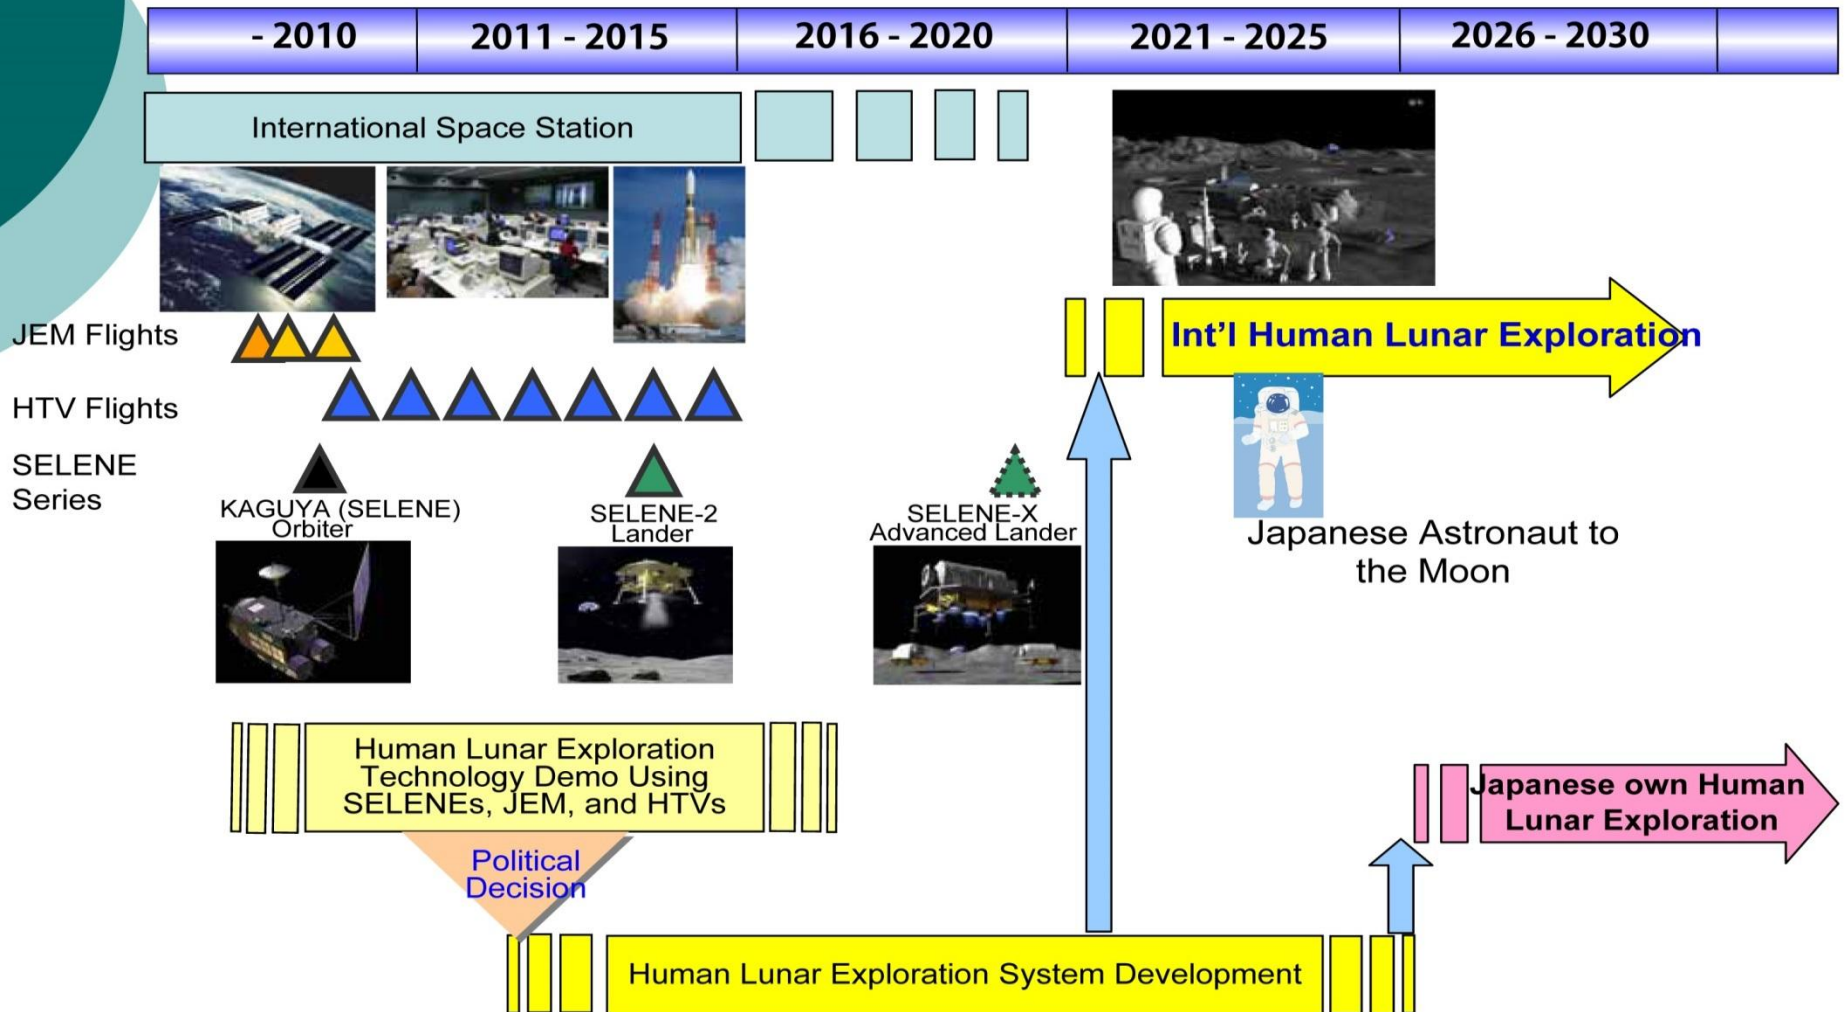 - 2010
2011 - 2015
2016 - 2020
2021 - 2025
2026 - 2030
International Space Station
JEM Flights
Int'l Human Lunar Exploration
HTV Flights
SELENE
Series
KAGUYA (SELENE)
Orbiter
SELENE-2
Lander
SELENE-X
Advanced Lander
Japanese Astronaut to
the Moon
Human Lunar Exploration
Technology Demo Using
SELENEs, JEM, and HTVs
Japanese own Human
Lunar Exploration
Political
Decision
Human Lunar Exploration System Development